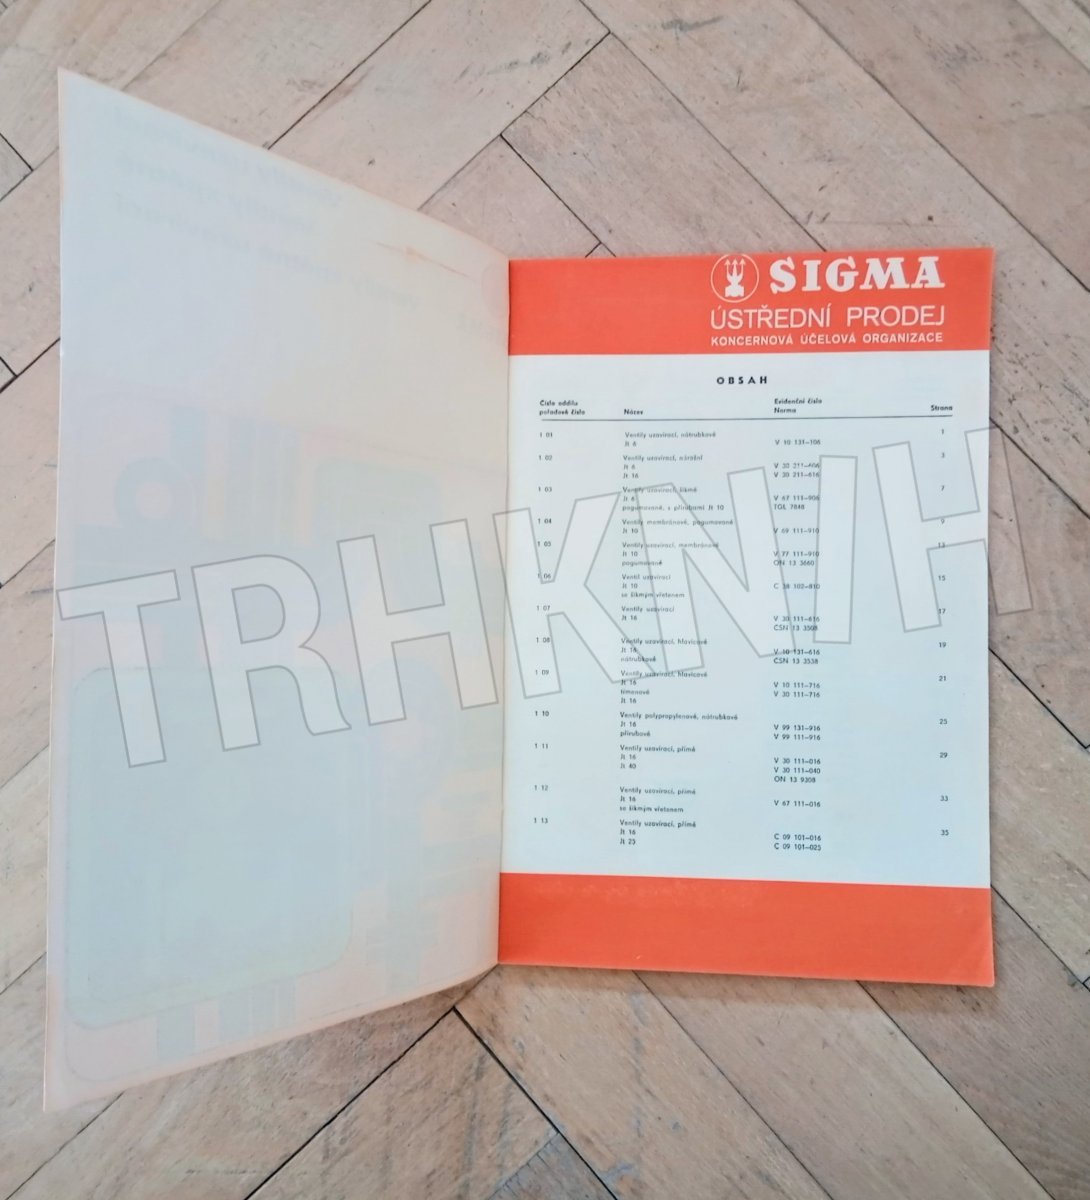 SIGMA
ÚSTŘEDNÍ PRODEJ
KONCERNOVÁ ÚČELOVÁ ORGANIZACE
OBSAH
Číslo oddílu
pořadové číslo
Název
Evidenční číslo
Norma
Strana
1 01 Ventily uzavírací, nátrubkové 1
Jt 6 V 10 131–106
1 02 Ventily uzavírací, nárožní 3
Jt 6 V 30 211–606
Jt 16 V 30 211–616
1 03 Ventily uzavírací, šikmé 7
Jt 6 V 67 111–906
pogumované, s přírubami Jt 10 TGL 7848
1 04 Ventily membránové, pogumované 9
Jt 10 V 69 111–910
1 05 Ventily uzavírací, membránové 13
Jt 10 V 77 111–910
pogumované ON 13 3660
1 06 Ventil uzavírací 15
Jt 10 C 38 102–810
se šikmým vřetenem
1 07 Ventily uzavírací 17
Jt 16 V 30 111–616
ČSN 13 3508
1 08 Ventily uzavírací, hlavicové 19
Jt 16 V 10 131–616
nátrubkové ČSN 13 3538
1 09 Ventily uzavírací, hlavicové 21
Jt 16 V 10 111–716
třmenové V 30 111–716
Jt 16
1 10 Ventily polypropylenové, nátrubkové 25
Jt 16 V 99 131–916
přírubové V 99 111–916
1 11 Ventily uzavírací, přímé 29
Jt 16 V 30 111–016
Jt 40 V 30 111–040
ON 13 9308
1 12 Ventily uzavírací, přímé 33
Jt 16 V 67 111–016
se šikmým vřetenem
1 13 Ventily uzavírací, přímé 35
Jt 16 C 09 101–016
Jt 25 C 09 101–025
TRHKNIH